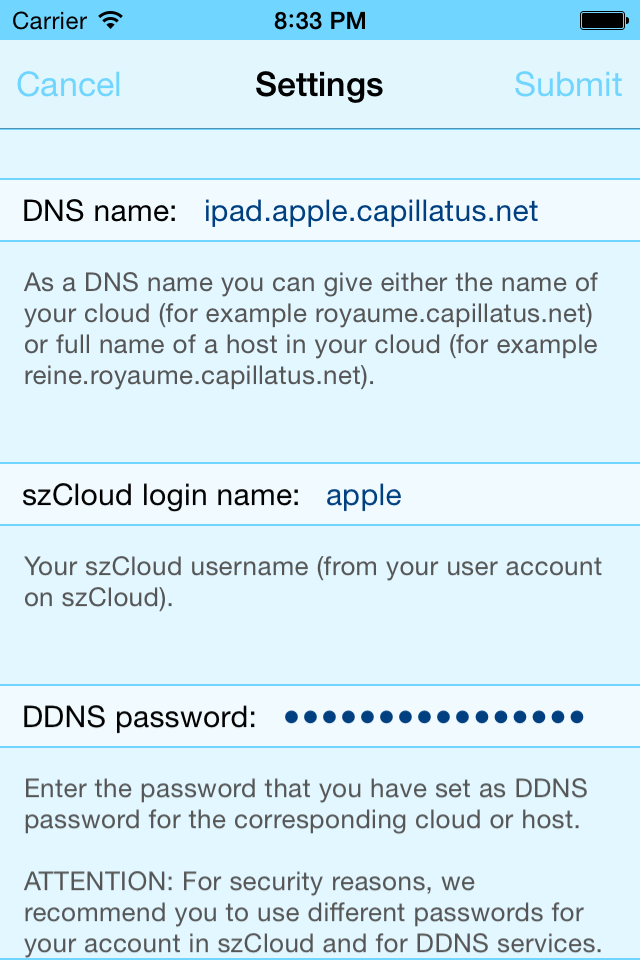 Carrier 8:33 PM
Cancel Settings Submit
DNS name: ipad.apple.capillatus.net
As a DNS name you can give either the name of
your cloud (for example royaume.capillatus.net)
or full name of a host in your cloud (for example
reine.royaume.capillatus.net).
szCloud login name: apple
Your szCloud username (from your user account
on szCloud).
DDNS password: ••••••••••••••••
Enter the password that you have set as DDNS
password for the corresponding cloud or host.
ATTENTION: For security reasons, we
recommend you to use different passwords for
your account in szCloud and for DDNS services.